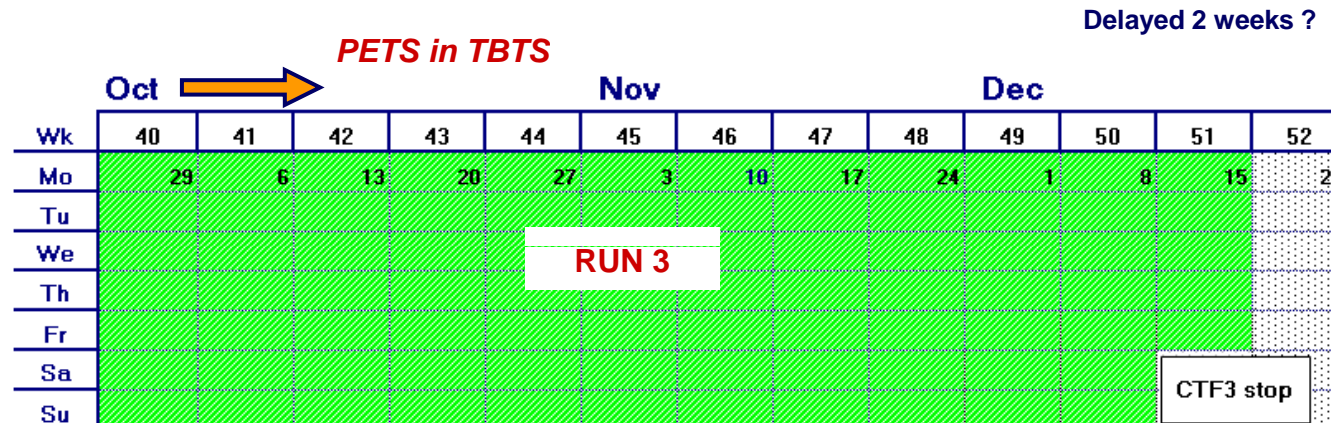 Delayed 2 weeks ?
PETS in TBTS
Oct Nov Dec
Wk 40 41 42 43 44 45 46 47 48 49 50 51 52
Mo 29 6 13 20 27 3 10 17 24 1 8 15 2
Tu
We
RUN 3
Th
Fr
Sa
CTF3 stop
Su